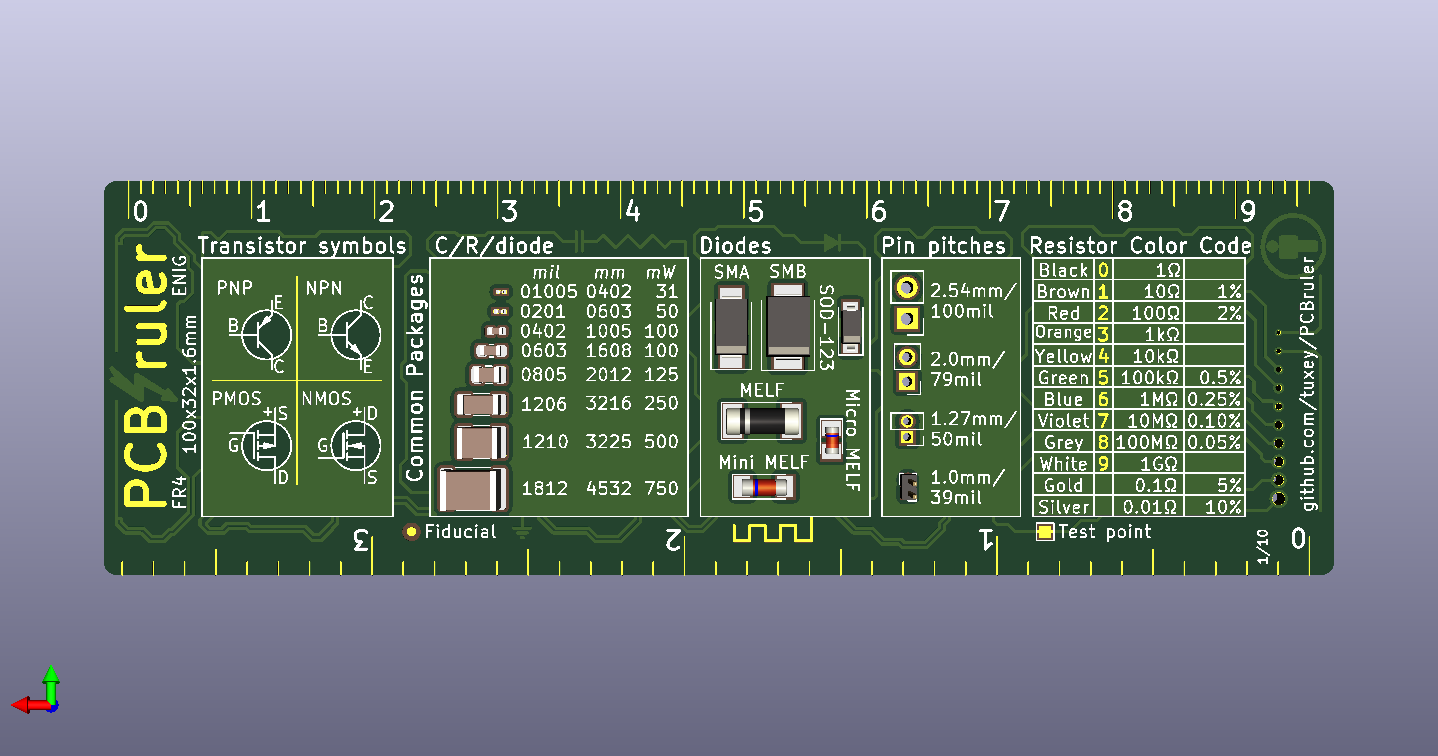 0 1 2 3 4 5 6 7 8 9
PCB ruler
ENIG
100x32x1.6mm
FR4
Transistor symbols
PNP NPN
E C
B B
C E
PMOS NMOS
+S +D
G G
D S
Common Packages
C/R/diode
mil mm mW
01005 0402 31
0201 0603 50
0402 1005 100
0603 1608 100
0805 2012 125
1206 3216 250
1210 3225 500
1812 4532 750
Diodes
SMA SMB
SOD-123
MELF
Micro MELF
Mini MELF
Pin pitches
2.54mm/
100mil
2.0mm/
79mil
1.27mm/
50mil
1.0mm/
39mil
Resistor Color Code
Black 0 1Ω
Brown 1 10Ω 1%
Red 2 100Ω 2%
Orange 3 1kΩ
Yellow 4 10kΩ
Green 5 100kΩ 0.5%
Blue 6 1MΩ 0.25%
Violet 7 10MΩ 0.10%
Grey 8 100MΩ 0.05%
White 9 1GΩ
Gold 0.1Ω 5%
Silver 0.01Ω 10%
github.com/tuxey/PCBruler
Fiducial
Test point
3 2 1 0
1/10